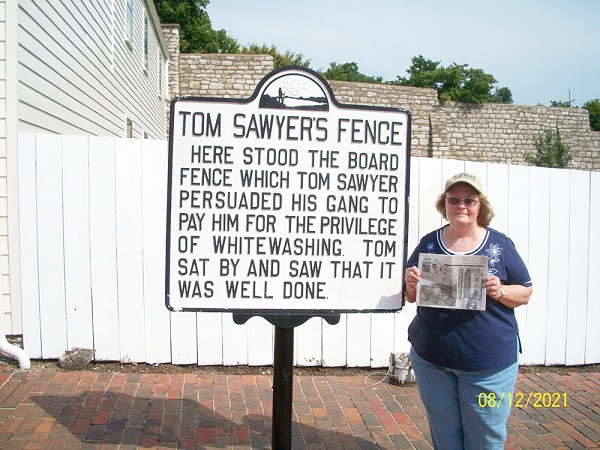 TOM SAWYER'S FENCE
HERE STOOD THE BOARD
FENCE WHICH TOM SAWYER
PERSUADED HIS GANG TO
PAY HIM FOR THE PRIVILEGE
OF WHITEWASHING. TOM
SAT BY AND SAW THAT IT
WAS WELL DONE.
08/12/2021